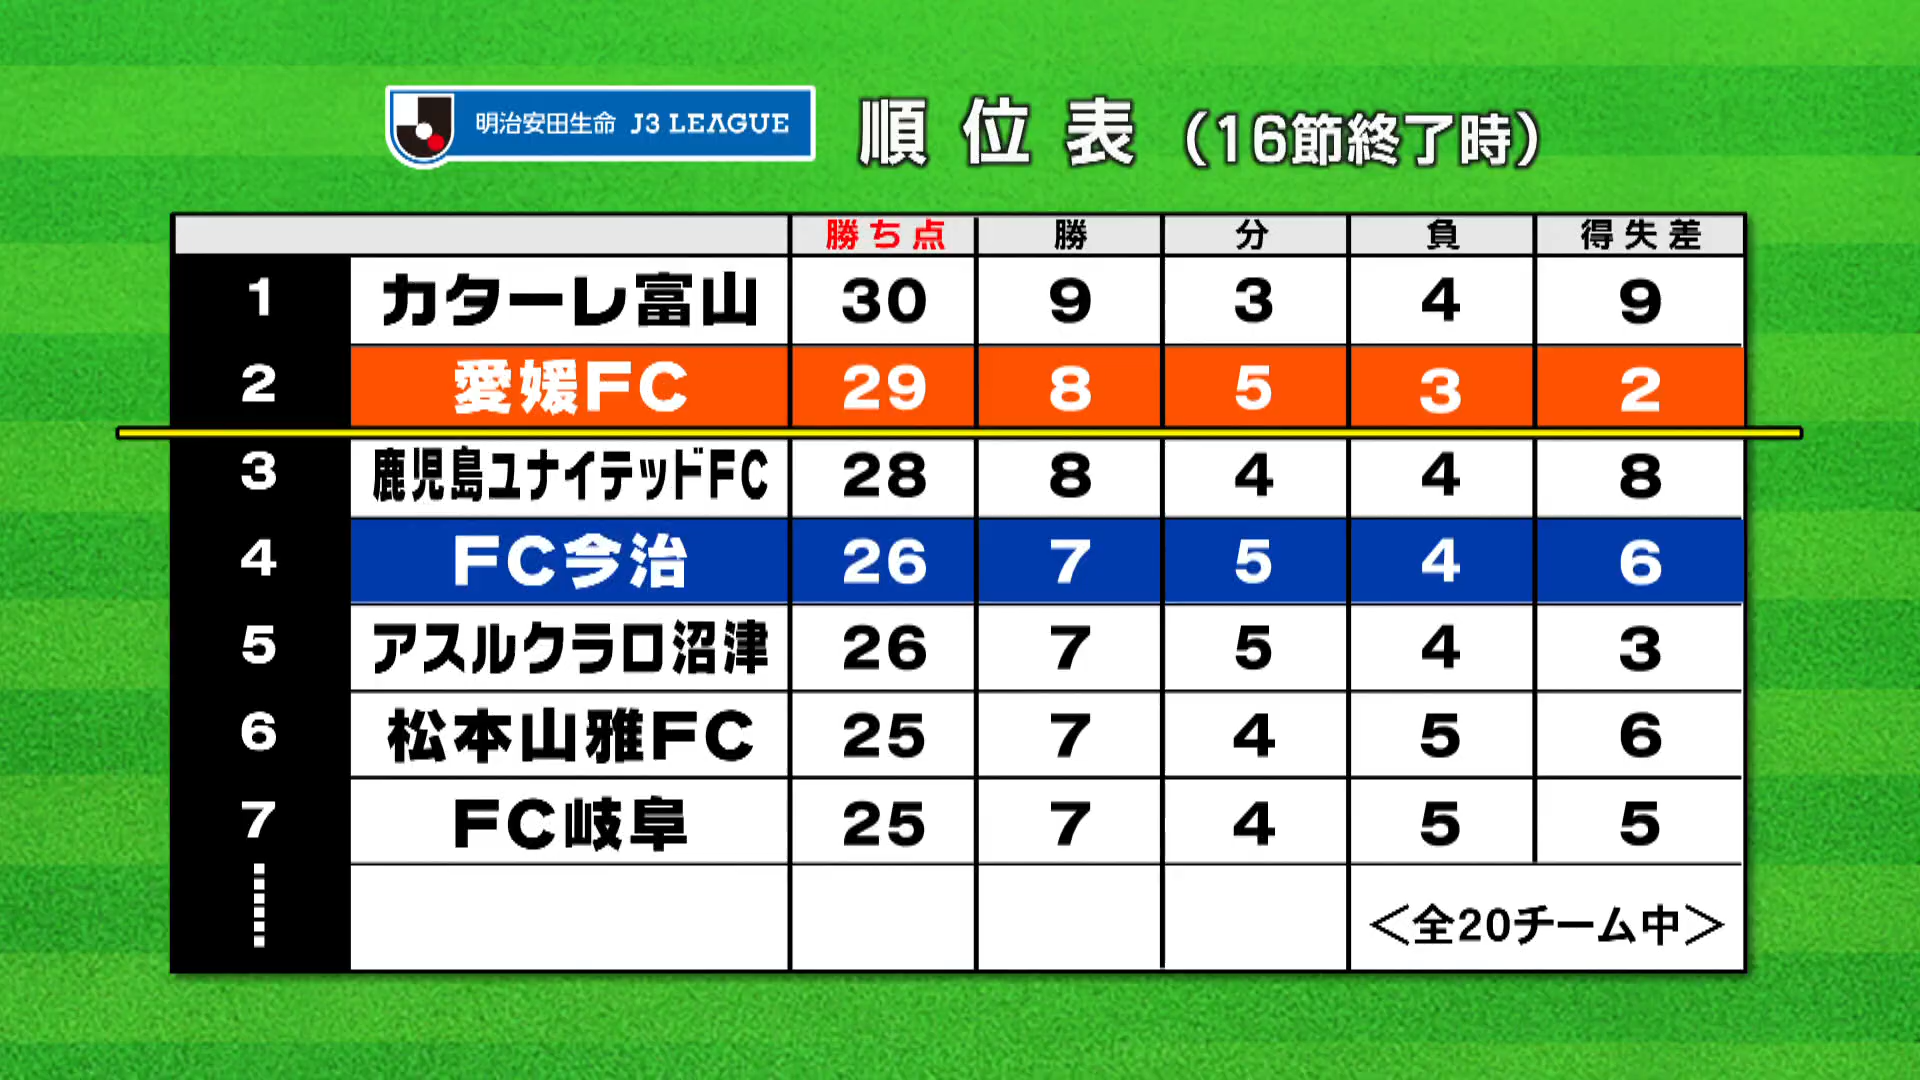 明治安田生命 J3 LEAGUE 順位表 (16節終了時)
勝ち点 勝 分 負 得失差
1 カターレ富山 30 9 3 4 9
2 愛媛FC 29 8 5 3 2
3 鹿児島ユナイテッドFC 28 8 4 4 8
4 FC今治 26 7 5 4 6
5 アスルクラロ沼津 26 7 5 4 3
6 松本山雅FC 25 7 4 5 6
7 FC岐阜 25 7 4 5 5
＜全20チーム中＞